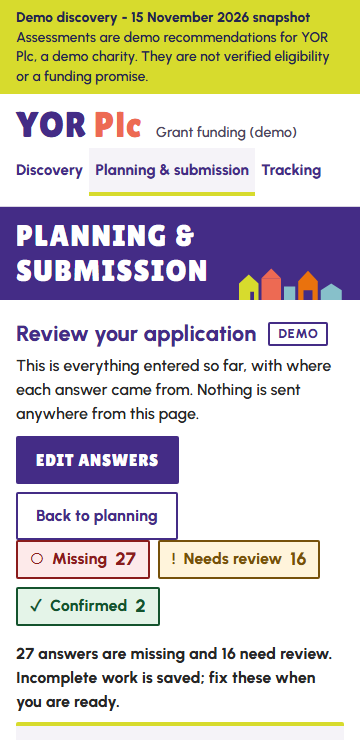 Demo discovery - 15 November 2026 snapshot
Assessments are demo recommendations for YOR
Plc, a demo charity. They are not verified eligibility
or a funding promise.
YOR Plc Grant funding (demo)
Discovery Planning & submission Tracking
PLANNING &
SUBMISSION
Review your application DEMO
This is everything entered so far, with where
each answer came from. Nothing is sent
anywhere from this page.
EDIT ANSWERS
Back to planning
○ Missing 27 ! Needs review 16
✓ Confirmed 2
27 answers are missing and 16 need review.
Incomplete work is saved; fix these when
you are ready.